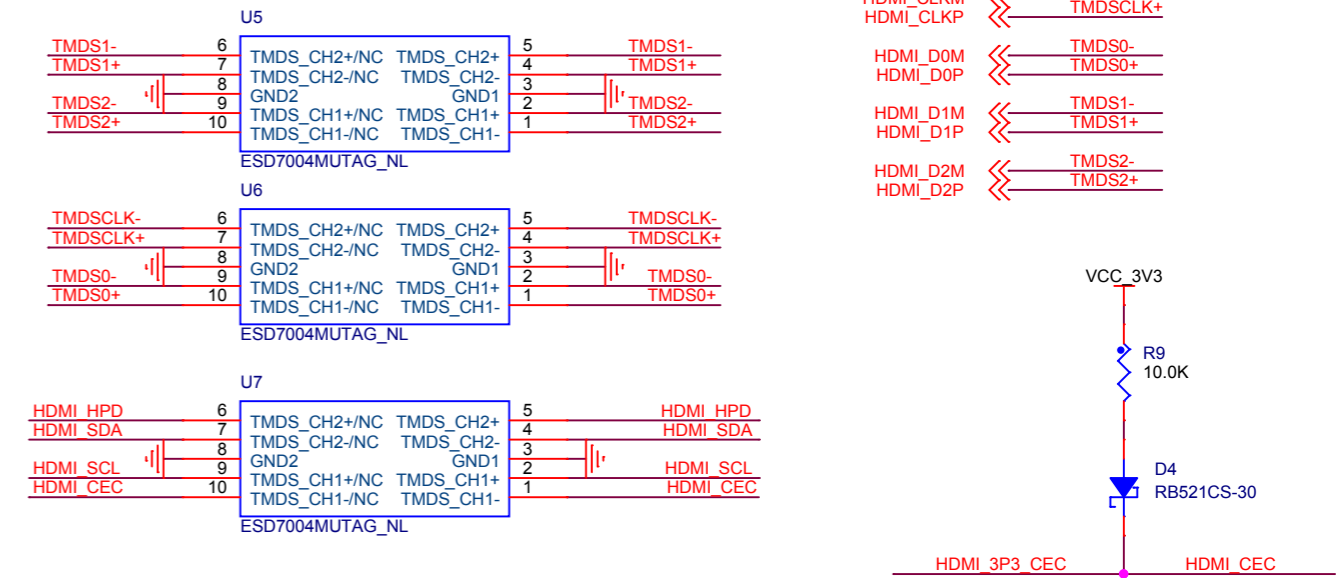 U5
TMDS1- 6 TMDS_CH2+/NC TMDS_CH2+ 5 TMDS1-
TMDS1+ 7 TMDS_CH2-/NC TMDS_CH2- 4 TMDS1+
8 GND2 GND1 3
TMDS2- 9 TMDS_CH1+/NC TMDS_CH1+ 2 TMDS2-
TMDS2+ 10 TMDS_CH1-/NC TMDS_CH1- 1 TMDS2+
ESD7004MUTAG_NL
U6
TMDSCLK- 6 TMDS_CH2+/NC TMDS_CH2+ 5 TMDSCLK-
TMDSCLK+ 7 TMDS_CH2-/NC TMDS_CH2- 4 TMDSCLK+
8 GND2 GND1 3
TMDS0- 9 TMDS_CH1+/NC TMDS_CH1+ 2 TMDS0-
TMDS0+ 10 TMDS_CH1-/NC TMDS_CH1- 1 TMDS0+
ESD7004MUTAG_NL
U7
HDMI_HPD 6 TMDS_CH2+/NC TMDS_CH2+ 5 HDMI_HPD
HDMI_SDA 7 TMDS_CH2-/NC TMDS_CH2- 4 HDMI_SDA
8 GND2 GND1 3
HDMI_SCL 9 TMDS_CH1+/NC TMDS_CH1+ 2 HDMI_SCL
HDMI_CEC 10 TMDS_CH1-/NC TMDS_CH1- 1 HDMI_CEC
ESD7004MUTAG_NL
HDMI_CLKM
HDMI_CLKP TMDSCLK+
HDMI_D0M TMDS0-
HDMI_D0P TMDS0+
HDMI_D1M TMDS1-
HDMI_D1P TMDS1+
HDMI_D2M TMDS2-
HDMI_D2P TMDS2+
VCC_3V3
R9
10.0K
D4
RB521CS-30
HDMI_3P3_CEC HDMI_CEC